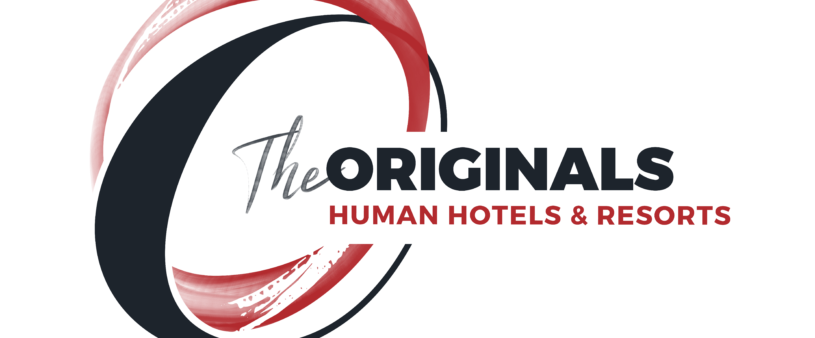 The ORIGINALS
HUMAN HOTELS & RESORTS